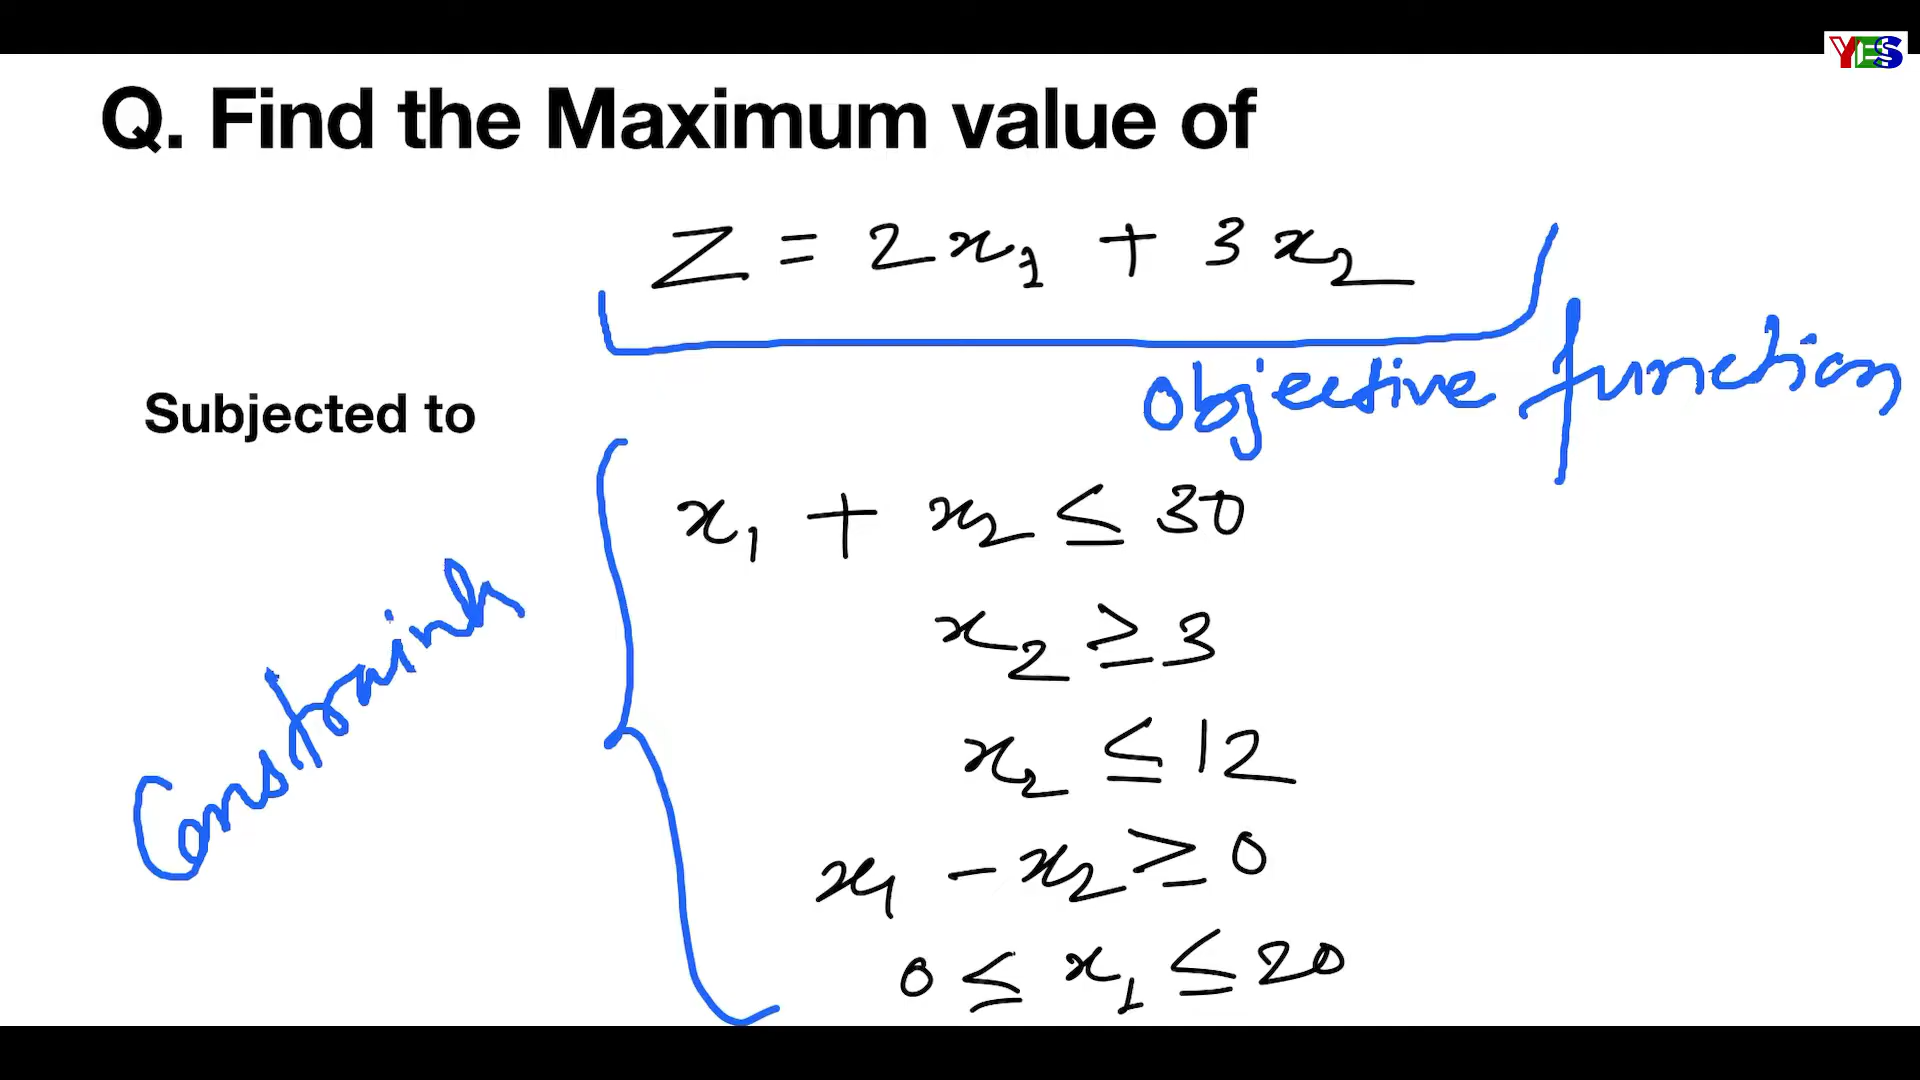 YES
Q. Find the Maximum value of
Z = 2x₁ + 3x₂
objective function
Subjected to
x₁ + x₂ ≤ 30
x₂ ≥ 3
Constraints
x₂ ≤ 12
x₁ - x₂ ≥ 0
0 ≤ x₁ ≤ 20